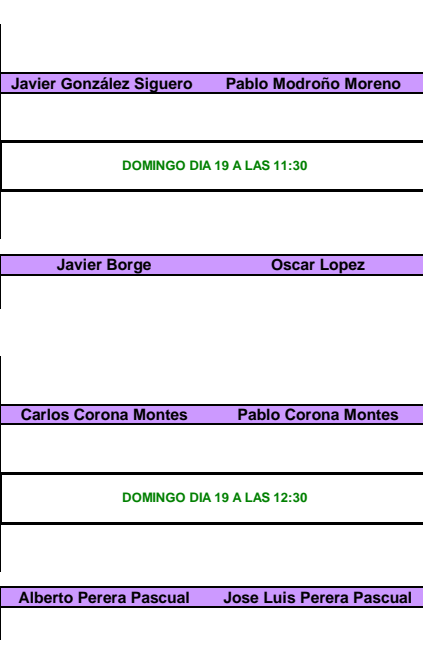 Javier González Siguero Pablo Modroño Moreno
DOMINGO DIA 19 A LAS 11:30
Javier Borge Oscar Lopez
Carlos Corona Montes Pablo Corona Montes
DOMINGO DIA 19 A LAS 12:30
Alberto Perera Pascual Jose Luis Perera Pascual